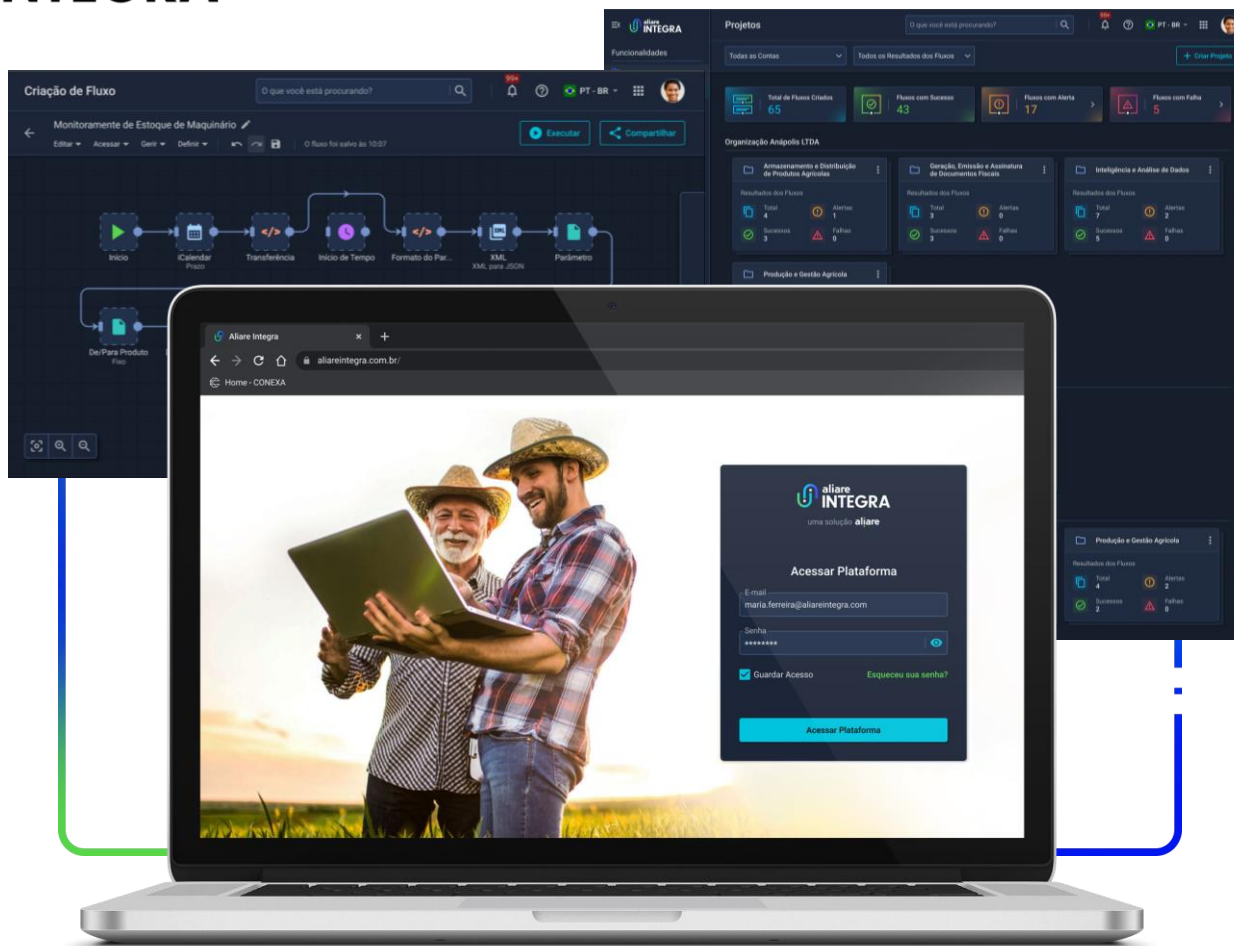 INTEGRA
aliare
INTEGRA
Funcionalidades
Projetos
O que você está procurando?
99+
PT - BR
Todas as Contas
Todos os Resultados dos Fluxos
+ Criar Projeto
Total de Fluxos Criados
65
Fluxos com Sucesso
43
Fluxos com Alerta
17
Fluxos com Falha
5
Organização Anápolis LTDA
Armazenamento e Distribuição
de Produtos Agrícolas
Resultados dos Fluxos
Total
4
Alertas
1
Sucessos
3
Falhas
0
Geração, Emissão e Assinatura
de Documentos Fiscais
Resultados dos Fluxos
Total
3
Alertas
0
Sucessos
3
Falhas
0
Inteligência e Análise de Dados
Resultados dos Fluxos
Total
7
Alertas
2
Sucessos
5
Falhas
0
Produção e Gestão Agrícola
Produção e Gestão Agrícola
Resultados dos Fluxos
Total
4
Alertas
2
Sucessos
2
Falhas
0
Criação de Fluxo
O que você está procurando?
99+
PT - BR
Monitoramente de Estoque de Maquinário
Editar
Acessar
Gerir
Definir
O fluxo foi salvo às 10:07
Executar
Compartilhar
Início
iCalendar
Prazo
Transferência
Início de Tempo
Formato do Par...
XML
XML para JSON
Parâmetro
De/Para Produto
Fixo
Aliare Integra
aliareintegra.com.br/
Home - CONEXA
aliare
INTEGRA
uma solução aliare
Acessar Plataforma
E-mail
maria.ferreira@aliareintegra.com
Senha
********
Guardar Acesso
Esqueceu sua senha?
Acessar Plataforma